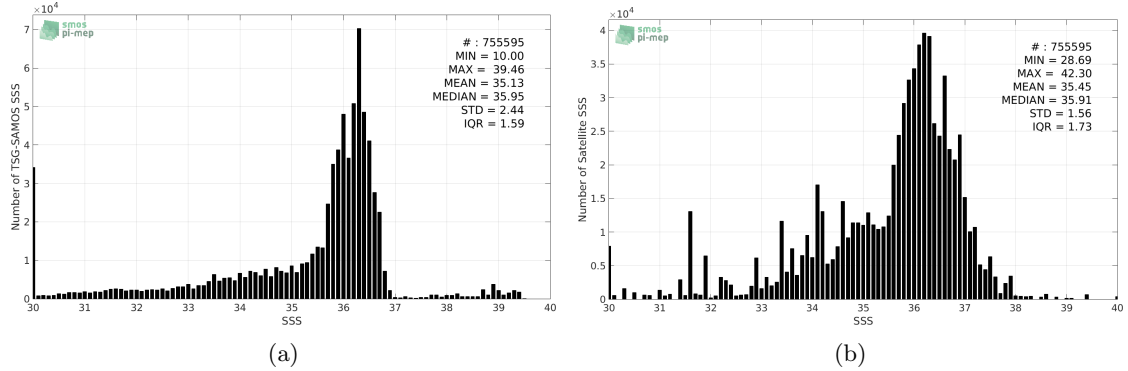 ×10⁴
smos
pi-mep
# : 755595
MIN = 10.00
MAX = 39.46
MEAN = 35.13
MEDIAN = 35.95
STD = 2.44
IQR = 1.59
Number of TSG-SAMOS SSS
7
6
5
4
3
2
1
0
30 31 32 33 34 35 36 37 38 39 40
SSS
(a)
×10⁴
smos
pi-mep
# : 755595
MIN = 28.69
MAX = 42.30
MEAN = 35.45
MEDIAN = 35.91
STD = 1.56
IQR = 1.73
Number of Satellite SSS
4
3.5
3
2.5
2
1.5
1
0.5
0
30 31 32 33 34 35 36 37 38 39 40
SSS
(b)